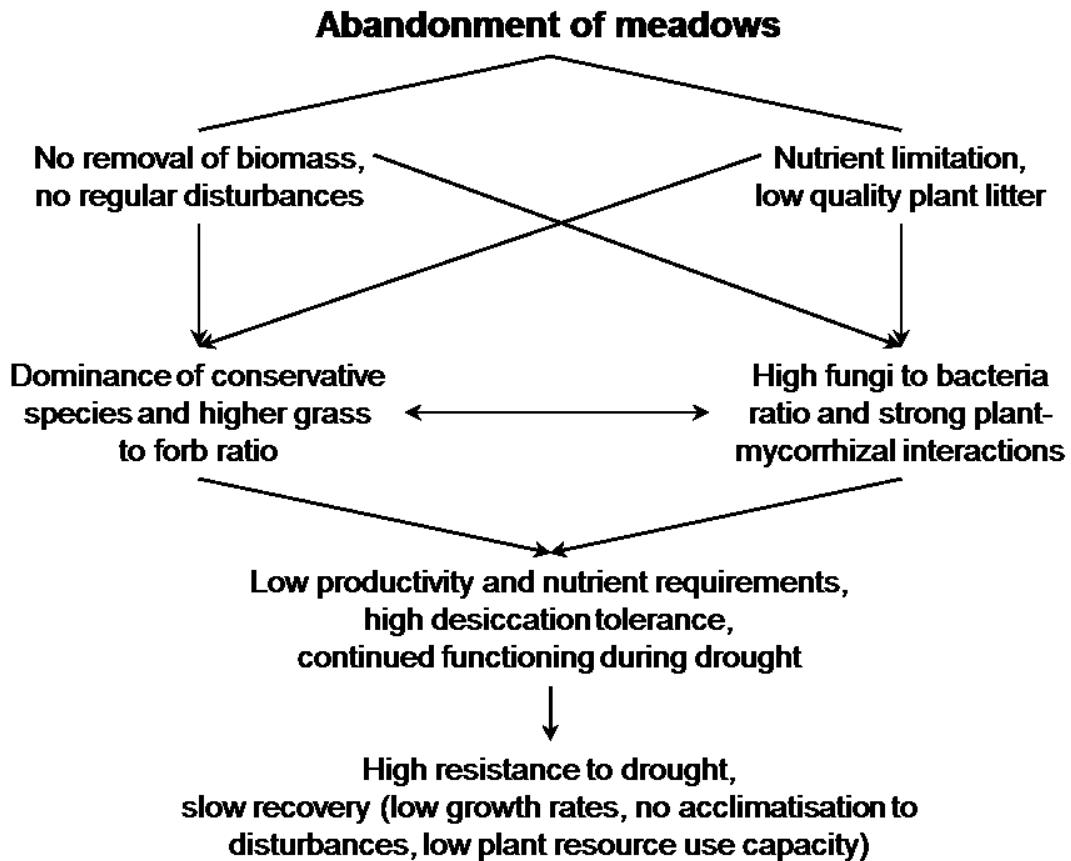 Abandonment of meadows
No removal of biomass,
no regular disturbances
Nutrient limitation,
low quality plant litter
Dominance of conservative
species and higher grass
to forb ratio
High fungi to bacteria
ratio and strong plant-
mycorrhizal interactions
Low productivity and nutrient requirements,
high desiccation tolerance,
continued functioning during drought
High resistance to drought,
slow recovery (low growth rates, no acclimatisation to
disturbances, low plant resource use capacity)